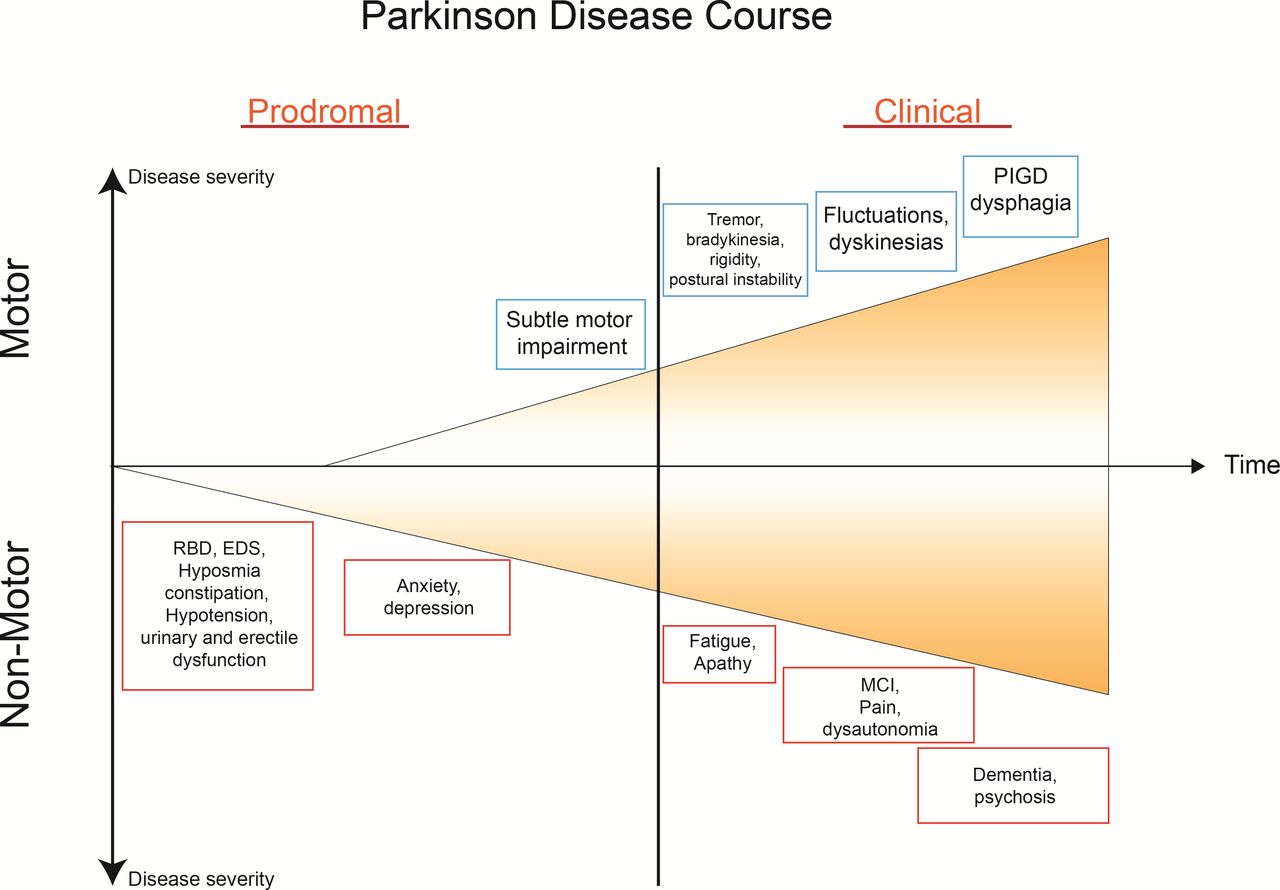 Parkinson Disease Course
Prodromal
Clinical
Disease severity
Motor
Subtle motor
impairment
Tremor,
bradykinesia,
rigidity,
postural instability
Fluctuations,
dyskinesias
PIGD
dysphagia
Time
Non-Motor
RBD, EDS,
Hyposmia
constipation,
Hypotension,
urinary and erectile
dysfunction
Anxiety,
depression
Fatigue,
Apathy
MCI,
Pain,
dysautonomia
Dementia,
psychosis
Disease severity